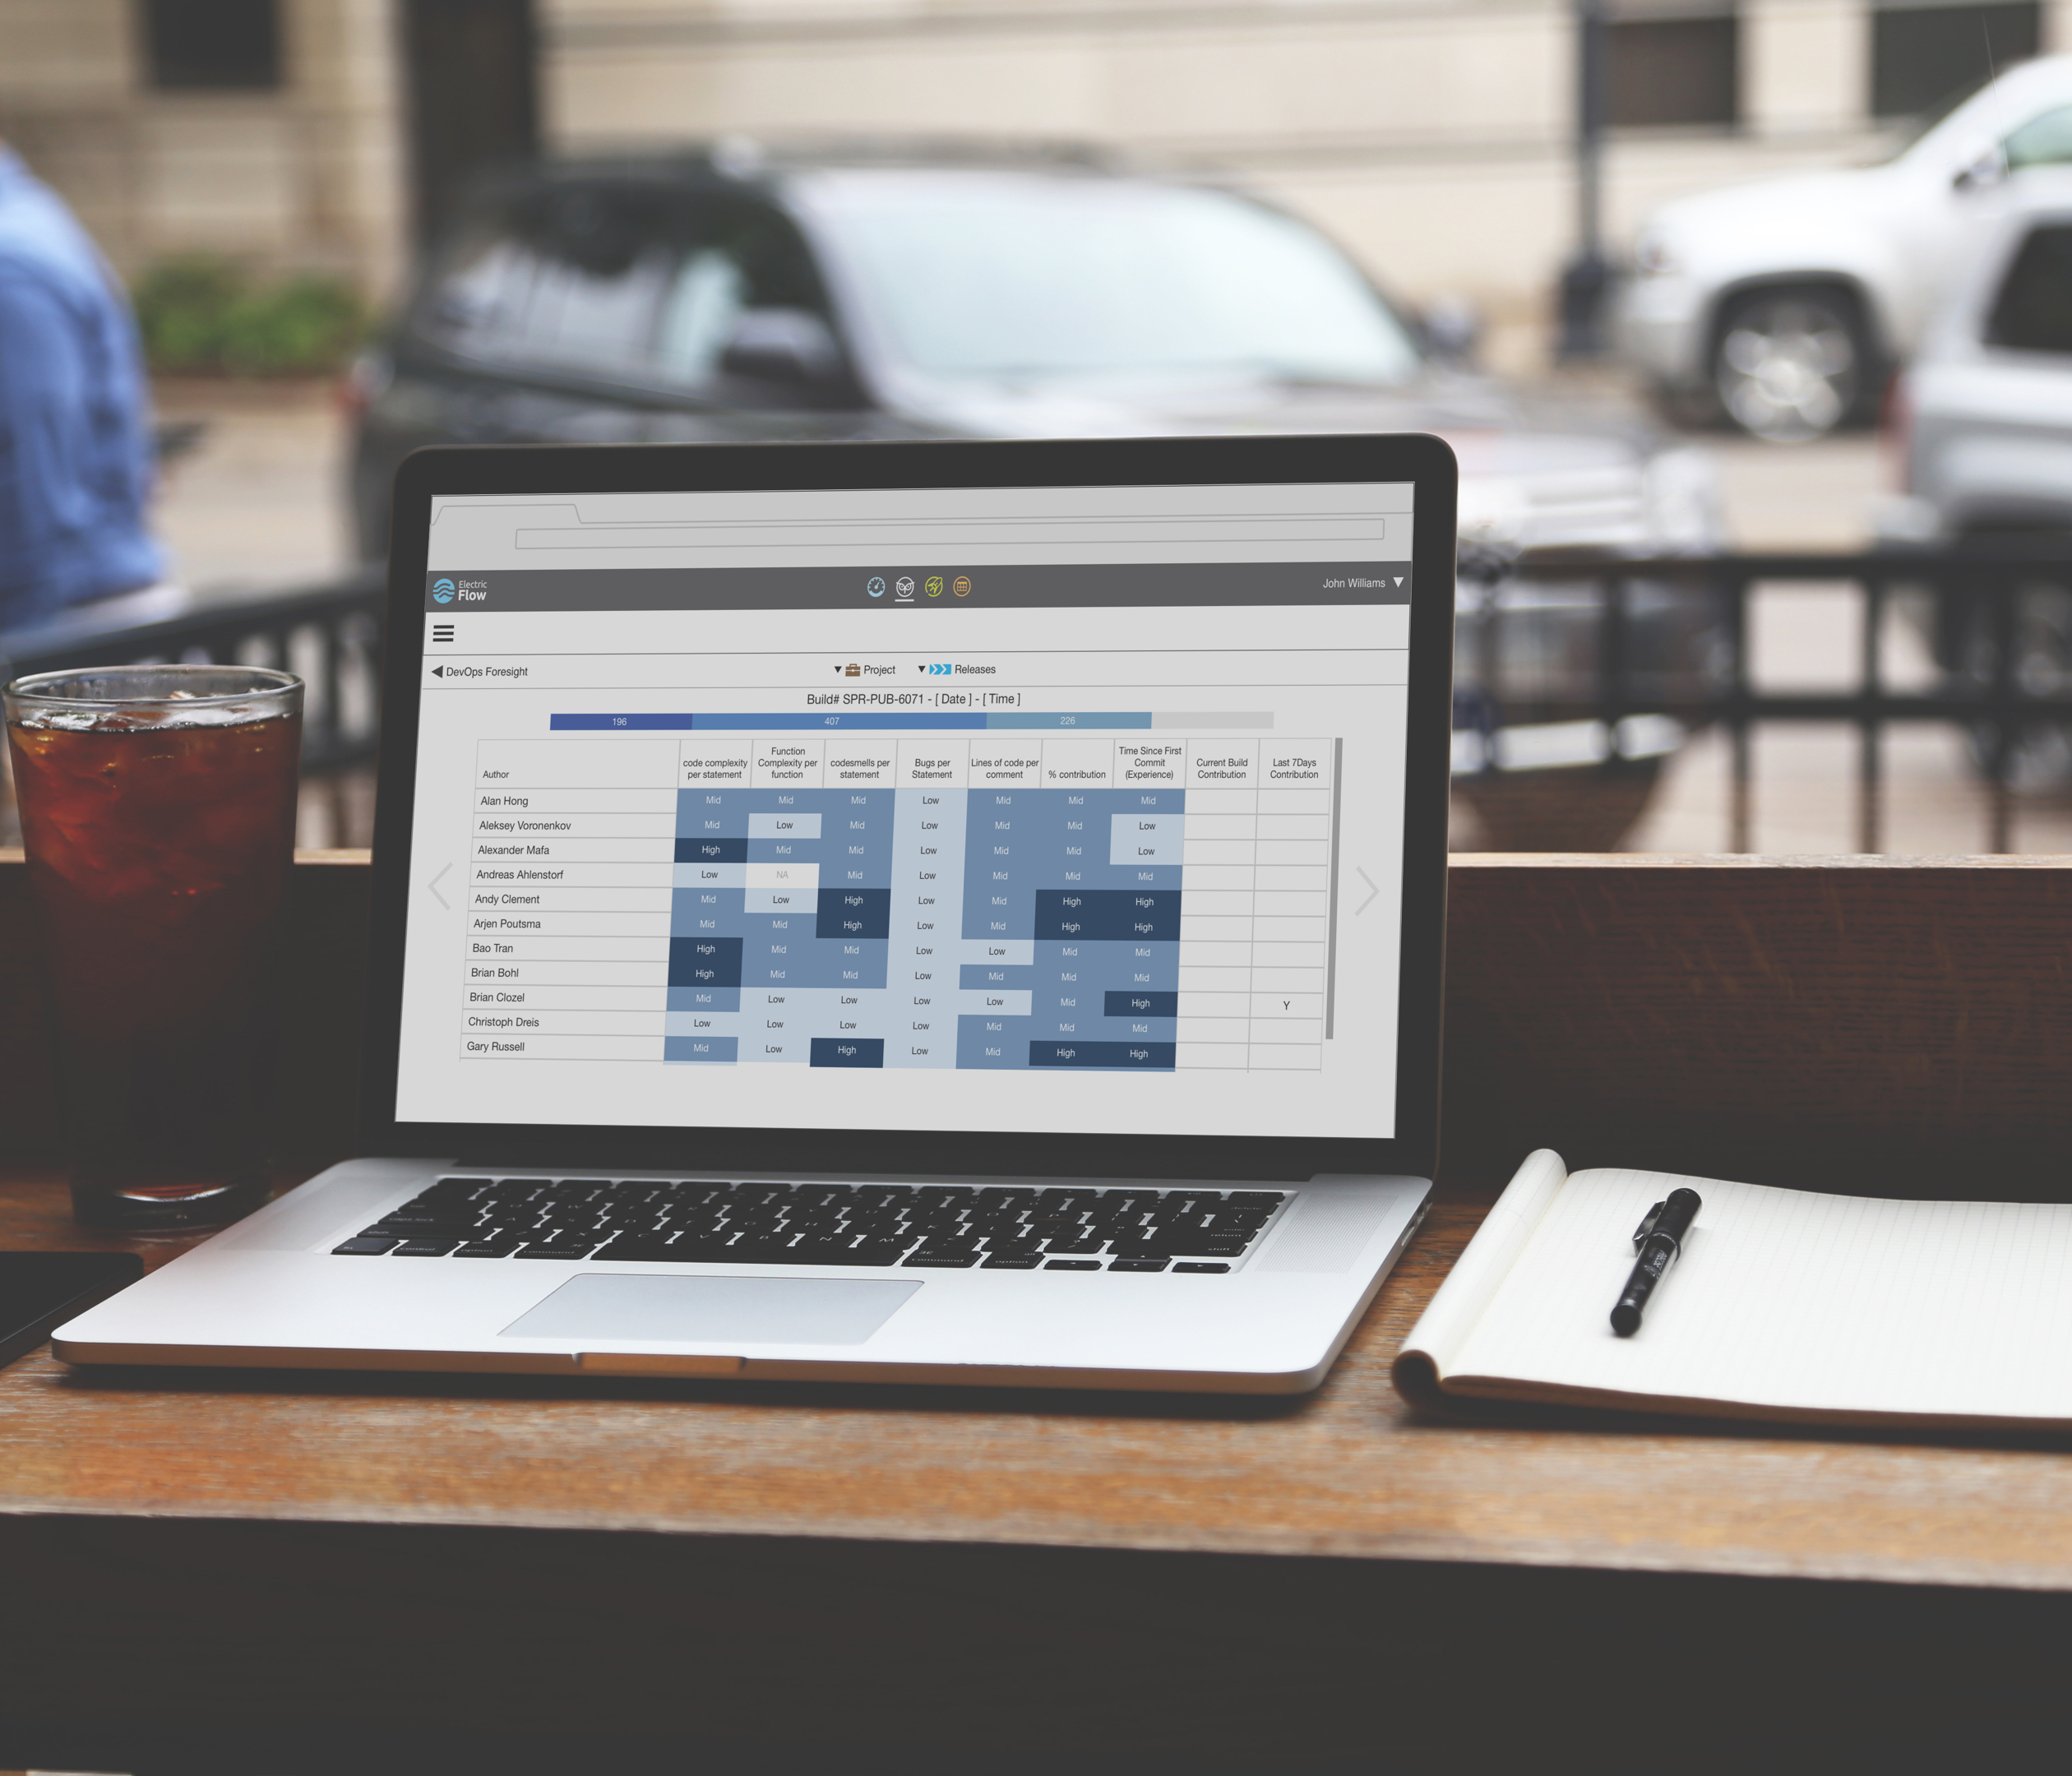 Electric
Flow
John Williams
DevOps Foresight
Project
Releases
Build# SPR-PUB-6071 - [ Date ] - [ Time ]
196 407 226
Author
code complexity
per statement
Function
Complexity per
function
codesmells per
statement
Bugs per
Statement
Lines of code per
comment
% contribution
Time Since First
Commit
(Experience)
Current Build
Contribution
Last 7Days
Contribution
Alan Hong Mid Mid Mid Low Mid Mid Mid
Aleksey Voronenkov Mid Low Mid Low Mid Mid Low
Alexander Mafa High Mid Mid Low Mid Mid Low
Andreas Ahlenstorf Low NA Mid Low Mid Mid Mid
Andy Clement Mid Low High Low Mid High High
Arjen Poutsma Mid Mid High Low Mid High High
Bao Tran High Mid Mid Low Low Mid Mid
Brian Bohl High Mid Mid Low Mid Mid Mid
Brian Clozel Mid Low Low Low Low Mid High Y
Christoph Dreis Low Low Low Low Mid Mid Mid
Gary Russell Mid Low High Low Mid High High